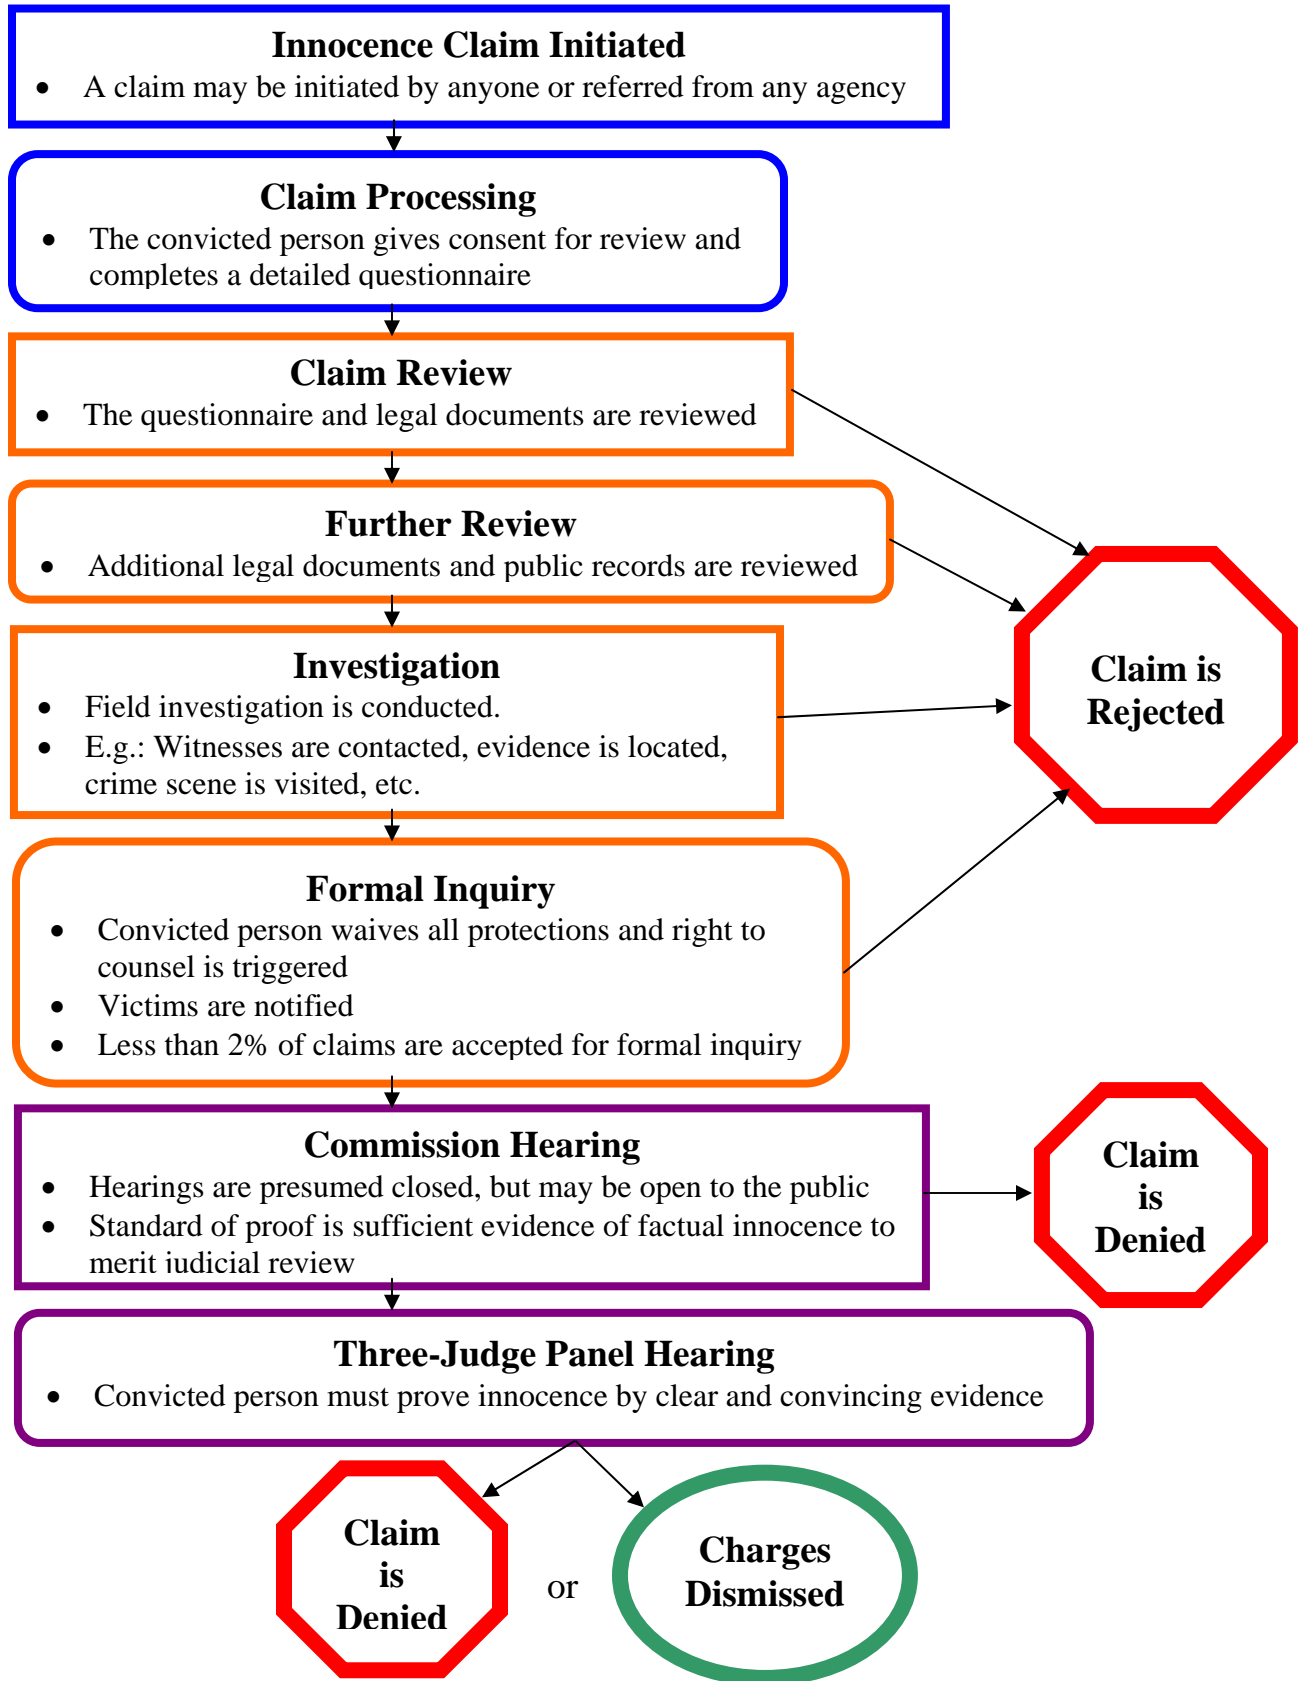 Innocence Claim Initiated
• A claim may be initiated by anyone or referred from any agency
Claim Processing
• The convicted person gives consent for review and
completes a detailed questionnaire
Claim Review
• The questionnaire and legal documents are reviewed
Further Review
• Additional legal documents and public records are reviewed
Investigation
• Field investigation is conducted.
• E.g.: Witnesses are contacted, evidence is located,
crime scene is visited, etc.
Claim is
Rejected
Formal Inquiry
• Convicted person waives all protections and right to
counsel is triggered
• Victims are notified
• Less than 2% of claims are accepted for formal inquiry
Commission Hearing
• Hearings are presumed closed, but may be open to the public
• Standard of proof is sufficient evidence of factual innocence to
merit judicial review
Claim
is
Denied
Three-Judge Panel Hearing
• Convicted person must prove innocence by clear and convincing evidence
Claim
is
Denied
or
Charges
Dismissed